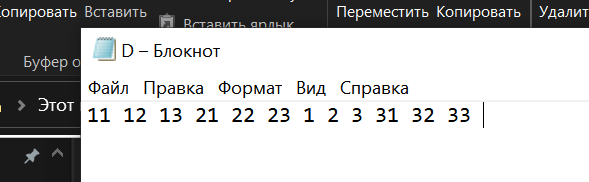 Копировать Вставить
Вставить ярлык
Переместить Копировать
Удалит
Буфер о
Этот
D – Блокнот
Файл Правка Формат Вид Справка
11 12 13 21 22 23 1 2 3 31 32 33